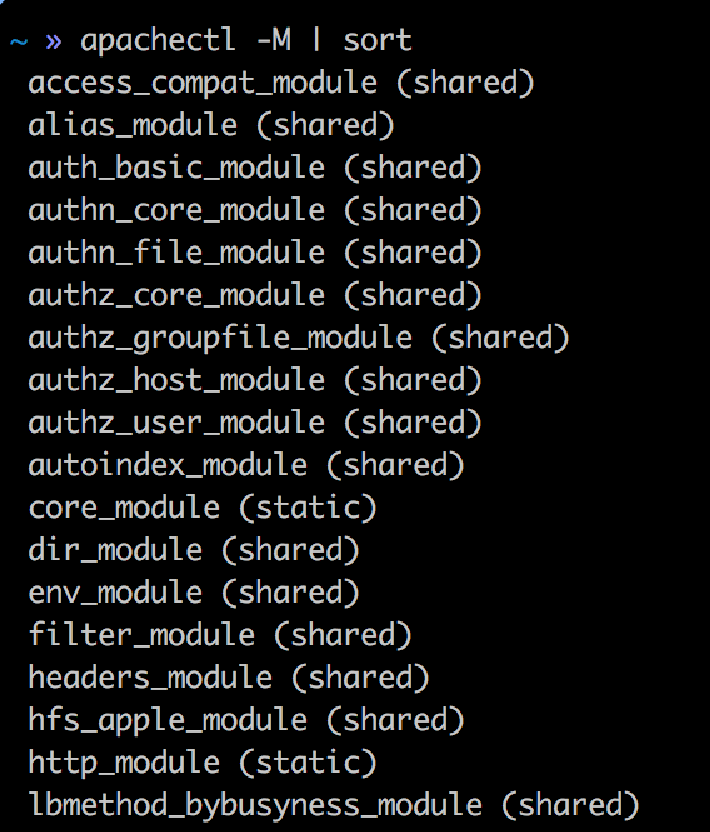 ~ » apachectl -M | sort
access_compat_module (shared)
alias_module (shared)
auth_basic_module (shared)
authn_core_module (shared)
authn_file_module (shared)
authz_core_module (shared)
authz_groupfile_module (shared)
authz_host_module (shared)
authz_user_module (shared)
autoindex_module (shared)
core_module (static)
dir_module (shared)
env_module (shared)
filter_module (shared)
headers_module (shared)
hfs_apple_module (shared)
http_module (static)
lbmethod_bybusyness_module (shared)